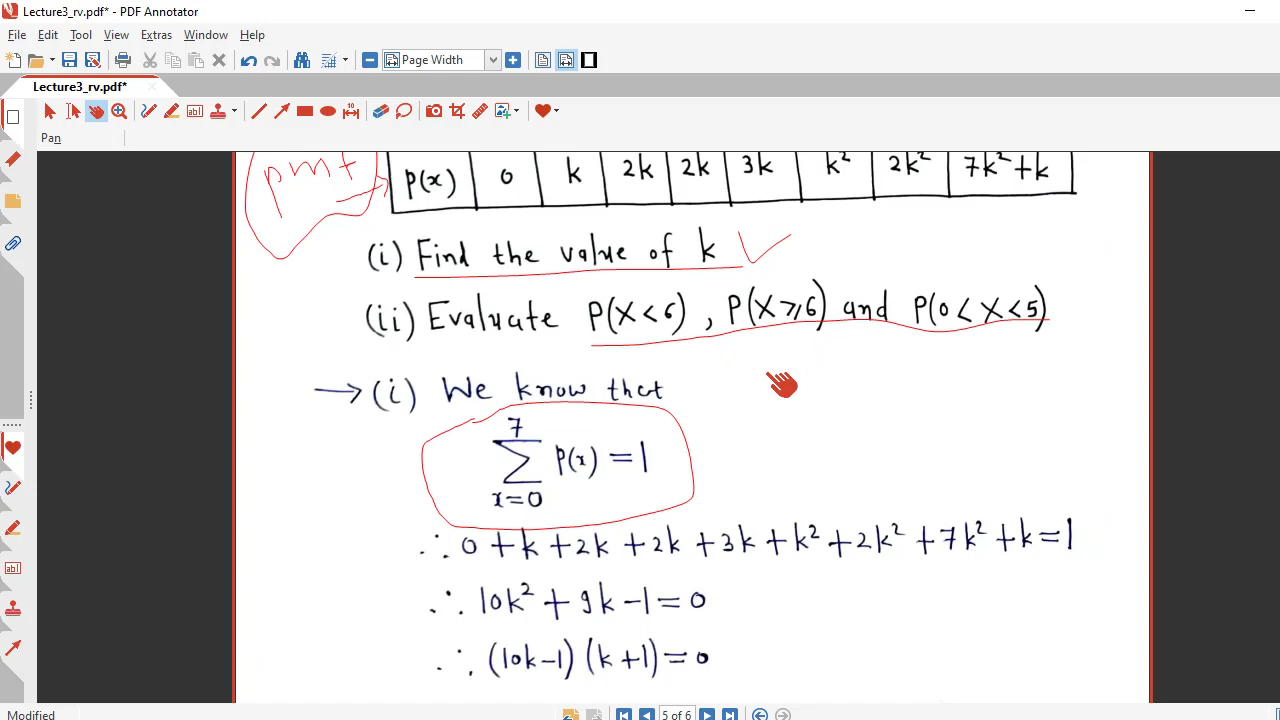 Lecture3_rv.pdf* - PDF Annotator
File Edit Tool View Extras Window Help
Page Width
Lecture3_rv.pdf*
Pan
pmf
p(x) 0 k 2k 2k 3k k² 2k² 7k²+k
(i) Find the value of k
(ii) Evaluate P(X<6), P(X⩾6) and P(0<X<5)
→(i) We know that
7
∑ p(x) = 1
x=0
∴ 0+k+2k+2k+3k+k²+2k²+7k²+k=1
∴ 10k²+9k-1=0
∴ (10k-1)(k+1)=0
Modified 5 of 6